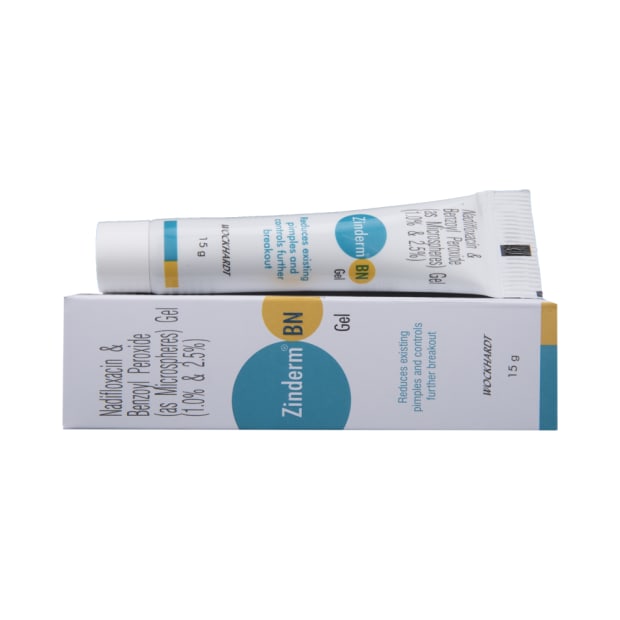 Nadifluxacin &
Benzoyl Peroxide
(as Microspheres) Gel
(1.0% & 2.5%)
Zinderm® BN
Gel
Reduces existing
pimples and
controls further
breakout
WOCKHARDT
15 g
Nadifluxacin &
Benzoyl Peroxide
(as Microspheres) Gel
(1.0% & 2.5%)
Zinderm® BN
Gel
Reduces existing
pimples and controls
further breakout
WOCKHARDT
15 g